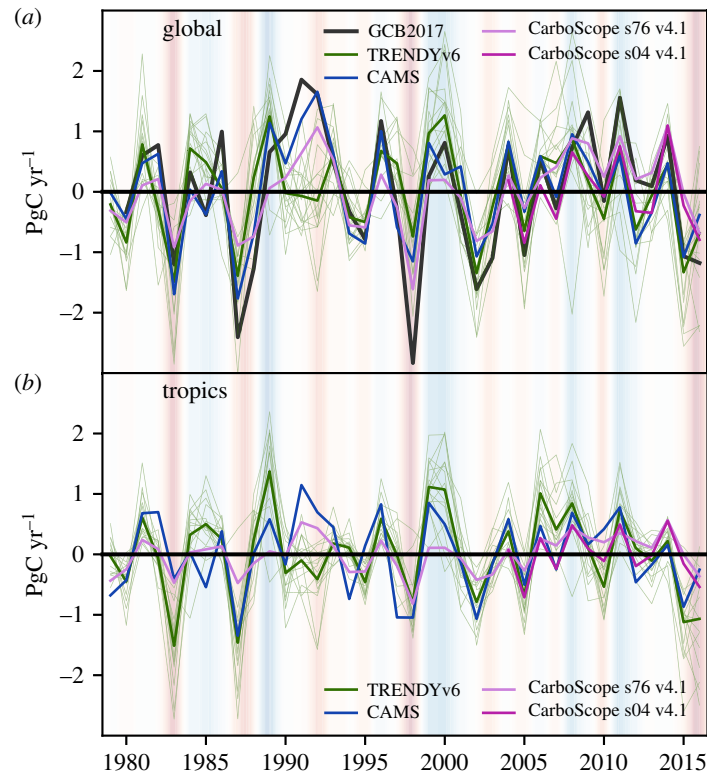 (a)
global
GCB2017
TRENDYv6
CAMS
CarboScope s76 v4.1
CarboScope s04 v4.1
2
1
0
−1
−2
PgC yr−1
(b)
tropics
2
1
0
−1
−2
PgC yr−1
TRENDYv6
CAMS
CarboScope s76 v4.1
CarboScope s04 v4.1
1980 1985 1990 1995 2000 2005 2010 2015